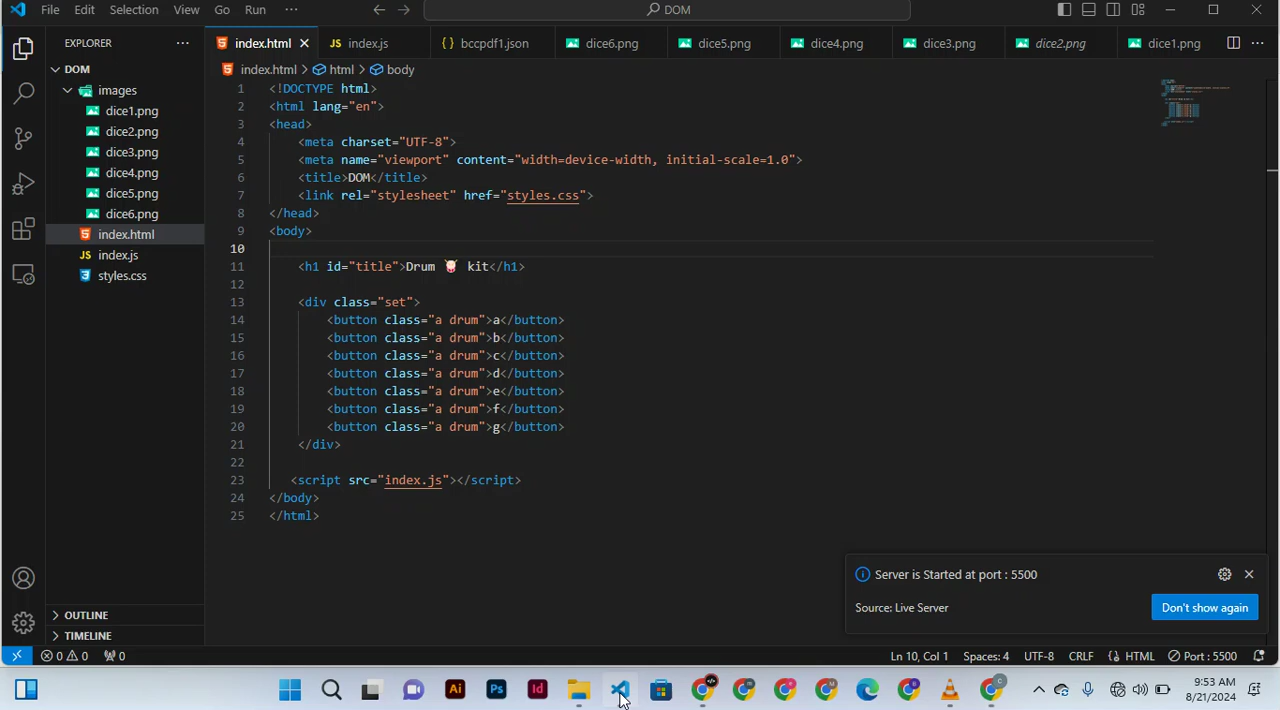 File Edit Selection View Go Run ··· DOM
EXPLORER ···
index.html
index.js
{ } bccpdf1.json
dice6.png
dice5.png
dice4.png
dice3.png
dice2.png
dice1.png
DOM
images
dice1.png
dice2.png
dice3.png
dice4.png
dice5.png
dice6.png
index.html
JS index.js
styles.css
OUTLINE
TIMELINE
index.html > html > body
1 <!DOCTYPE html>
2 <html lang="en">
3 <head>
4 <meta charset="UTF-8">
5 <meta name="viewport" content="width=device-width, initial-scale=1.0">
6 <title>DOM</title>
7 <link rel="stylesheet" href="styles.css">
8 </head>
9 <body>
10
11 <h1 id="title">Drum 🥁 kit</h1>
12
13 <div class="set">
14 <button class="a drum">a</button>
15 <button class="a drum">b</button>
16 <button class="a drum">c</button>
17 <button class="a drum">d</button>
18 <button class="a drum">e</button>
19 <button class="a drum">f</button>
20 <button class="a drum">g</button>
21 </div>
22
23 <script src="index.js"></script>
24 </body>
25 </html>
Server is Started at port : 5500
Source: Live Server
Don't show again
0 0 0 Ln 10, Col 1 Spaces: 4 UTF-8 CRLF { } HTML Port : 5500
Ai Ps Id
9:53 AM
8/21/2024